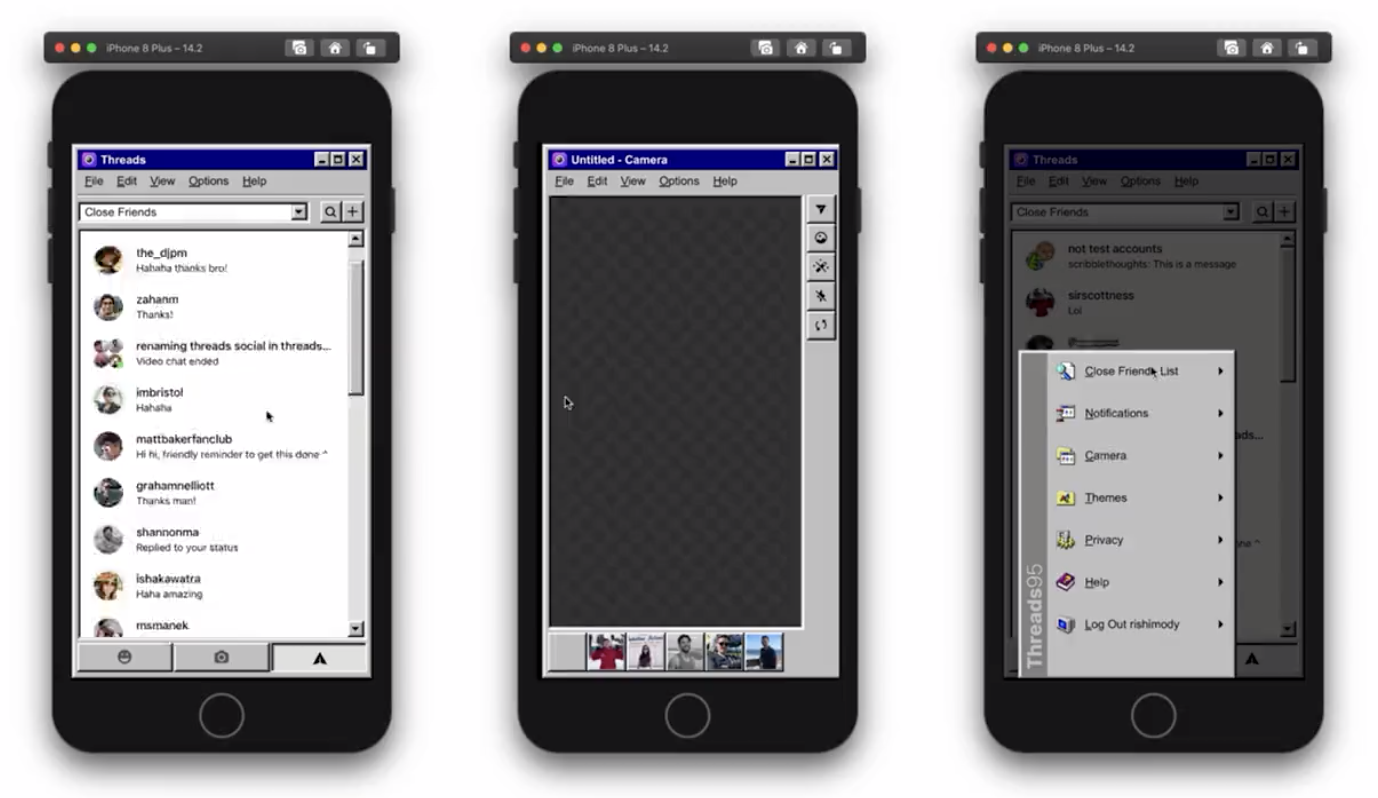 iPhone 8 Plus – 14.2
Threads
File Edit View Options Help
Close Friends
the_djpm
Hahaha thanks bro!
zahanm
Thanks!
renaming threads social in threads...
Video chat ended
imbristol
Hahaha
mattbakerfanclub
Hi hi, friendly reminder to get this done ^
grahamnelliott
Thanks man!
shannonma
Replied to your status
ishakawatra
Haha amazing
msmanek
iPhone 8 Plus – 14.2
Untitled - Camera
File Edit View Options Help
iPhone 8 Plus – 14.2
Threads
File Edit View Options Help
Close Friends
not test accounts
scribblethoughts: This is a message
sirscottness
Lol
Close Friends List
Notifications
ads...
Camera
Themes
Privacy
one ^
Help
Log Out rishimody
Threads95